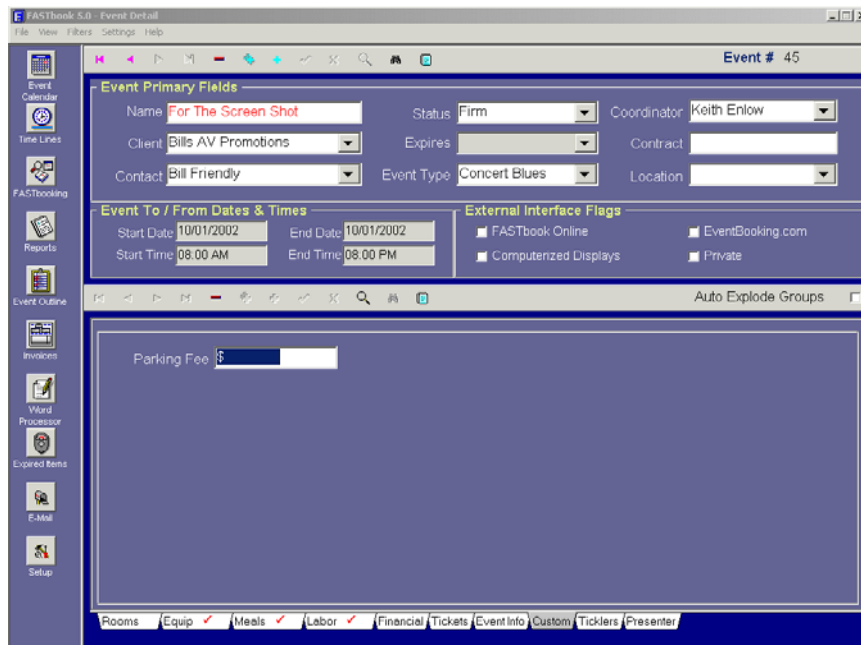 FASTbook 5.0 - Event Detail
File View Filters Settings Help
Event # 45
Event Calendar
Time Lines
FASTbooking
Reports
Event Outline
Invoices
Word Processor
Expired Items
E-Mail
Setup
Event Primary Fields
Name For The Screen Shot Status Firm Coordinator Keith Enlow
Client Bills AV Promotions Expires Contract
Contact Bill Friendly Event Type Concert Blues Location
Event To / From Dates & Times External Interface Flags
Start Date 10/01/2002 End Date 10/01/2002 FASTbook Online EventBooking.com
Start Time 08:00 AM End Time 08:00 PM Computerized Displays Private
Auto Explode Groups
Parking Fee $
Rooms Equip Meals Labor Financial Tickets Event Info Custom Ticklers Presenter